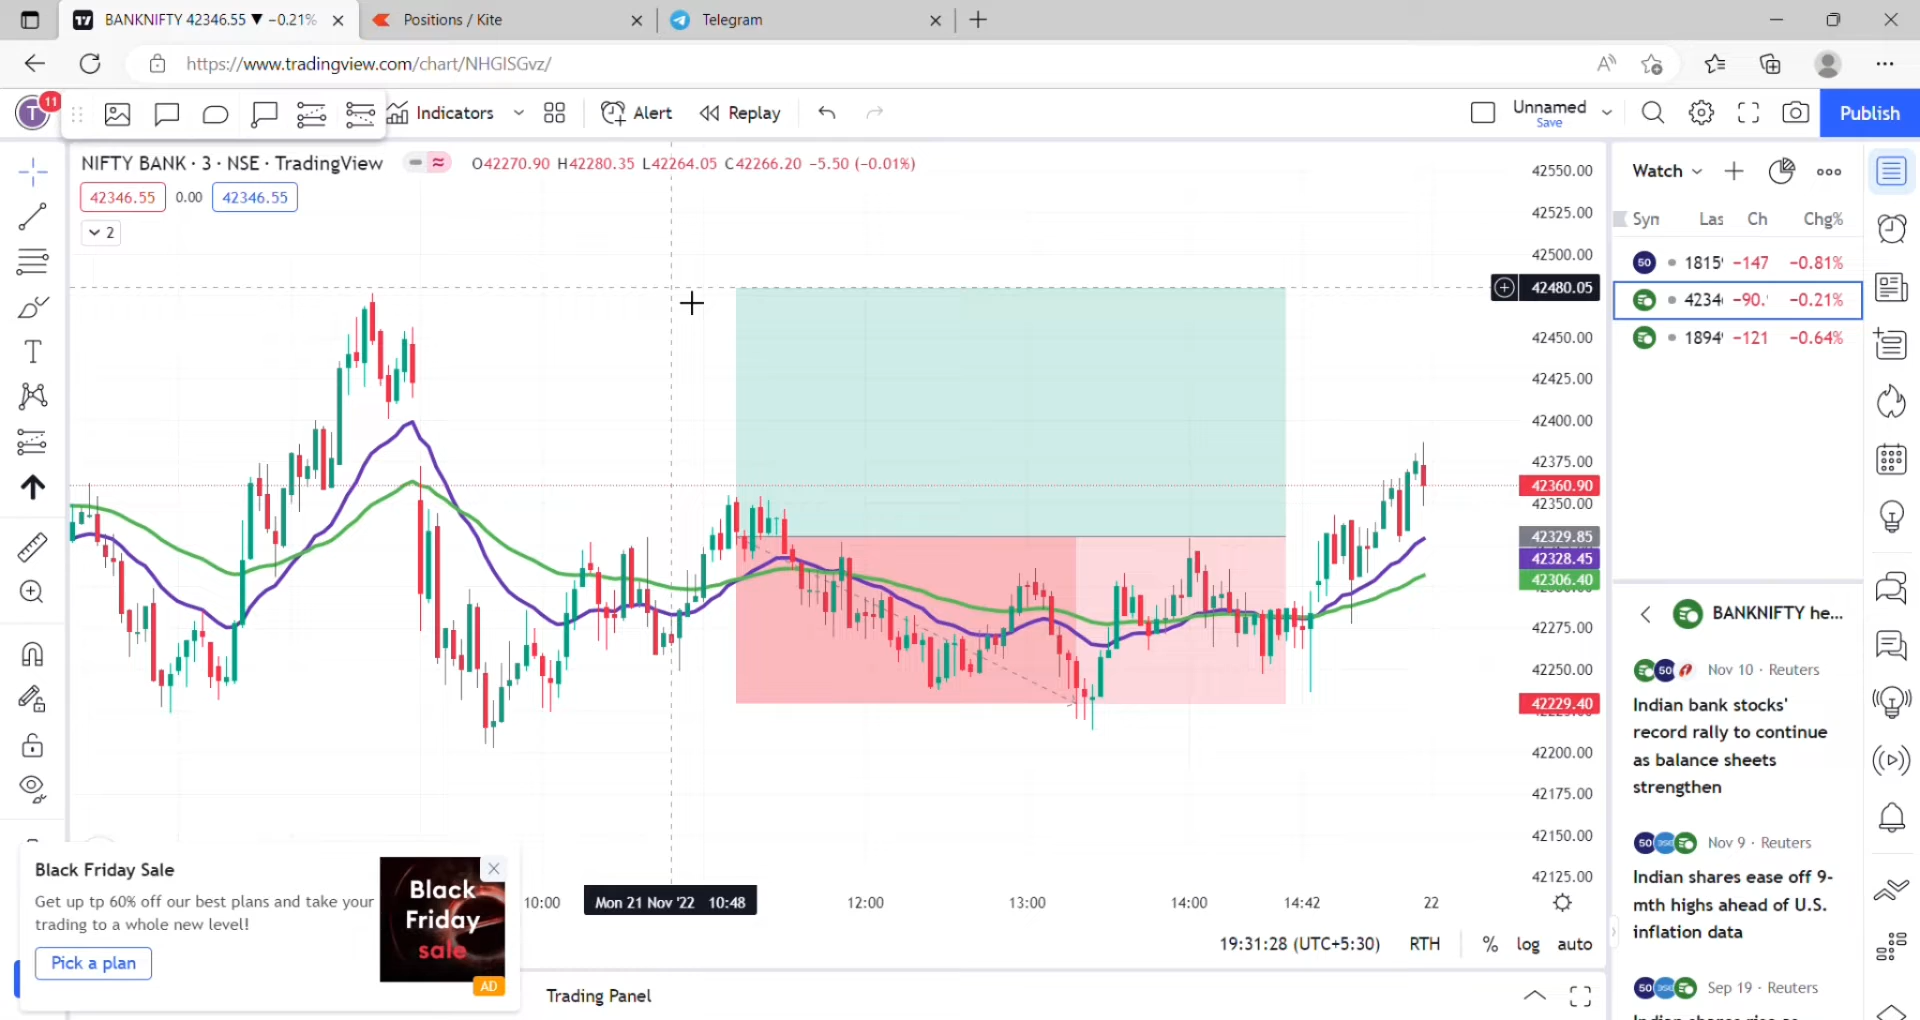 BANKNIFTY 42346.55 ▼ −0.21%
Positions / Kite
Telegram
https://www.tradingview.com/chart/NHGISGvz/
T
11
Indicators
Alert
Replay
Unnamed
Save
Publish
NIFTY BANK · 3 · NSE · TradingView
O42270.90 H42280.35 L42264.05 C42266.20 −5.50 (−0.01%)
42346.55 0.00 42346.55
2
42550.00
42525.00
42500.00
42480.05
42450.00
42425.00
42400.00
42375.00
42360.90
42350.00
42329.85
42328.45
42306.40
42275.00
42250.00
42229.40
42200.00
42175.00
42150.00
42125.00
10:00
Mon 21 Nov '22 10:48
12:00
13:00
14:00
14:42
22
19:31:28 (UTC+5:30)
RTH
%
log
auto
Trading Panel
Black Friday Sale
Get up tp 60% off our best plans and take your
trading to a whole new level!
Pick a plan
Black
Friday
sale
AD
Watch
Syn Las Ch Chg%
50 1815 −147 −0.81%
4234 −90. −0.21%
1894 −121 −0.64%
BANKNIFTY he...
50
Nov 10 · Reuters
Indian bank stocks'
record rally to continue
as balance sheets
strengthen
50
Nov 9 · Reuters
Indian shares ease off 9-
mth highs ahead of U.S.
inflation data
50
Sep 19 · Reuters